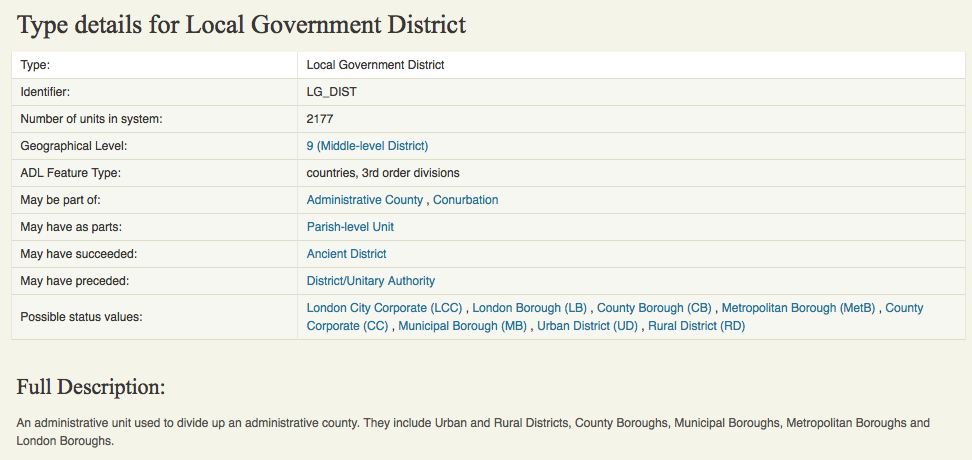 Type details for Local Government District
Type: Local Government District
Identifier: LG_DIST
Number of units in system: 2177
Geographical Level: 9 (Middle-level District)
ADL Feature Type: countries, 3rd order divisions
May be part of: Administrative County , Conurbation
May have as parts: Parish-level Unit
May have succeeded: Ancient District
May have preceded: District/Unitary Authority
Possible status values: London City Corporate (LCC) , London Borough (LB) , County Borough (CB) , Metropolitan Borough (MetB) , County
Corporate (CC) , Municipal Borough (MB) , Urban District (UD) , Rural District (RD)
Full Description:
An administrative unit used to divide up an administrative county. They include Urban and Rural Districts, County Boroughs, Municipal Boroughs, Metropolitan Boroughs and
London Boroughs.